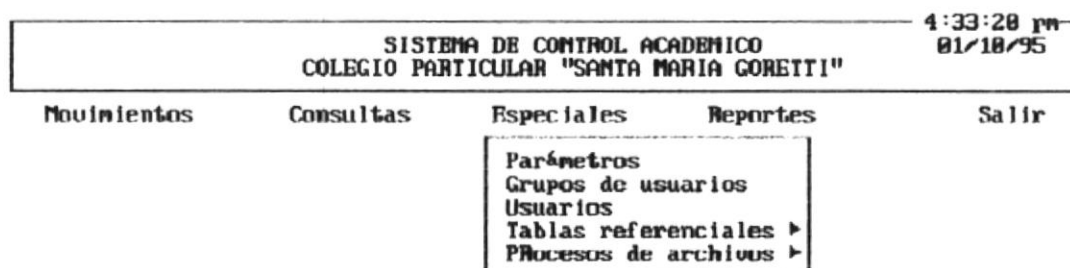 4:33:20 pm
SISTEMA DE CONTROL ACADEMICO 01/10/95
COLEGIO PARTICULAR "SANTA MARIA GORETTI"
Movimientos Consultas Especiales Reportes Salir
Parámetros
Grupos de usuarios
Usuarios
Tablas referenciales
PRocesos de archivos